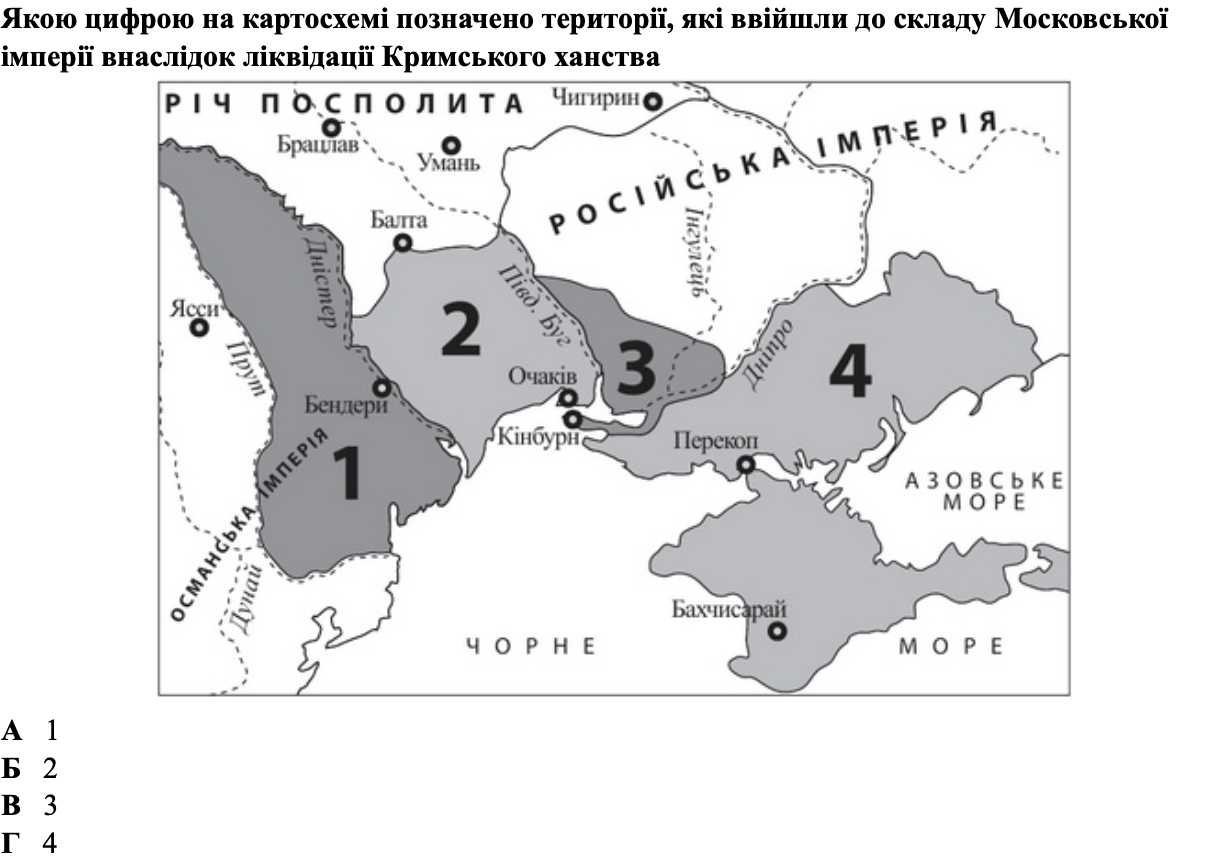 Якою цифрою на картосхемі позначено території, які ввійшли до складу Московської
імперії внаслідок ліквідації Кримського ханства
РІЧ ПОСПОЛИТА
Чигирин
Брацлав
Умань
РОСІЙСЬКА ІМПЕРІЯ
Балта
Дністер
Півд. Буг
Інгулець
Ясси
Прут
2
3
Дніпро
4
Очаків
Бендери
Кінбурн
Перекоп
ОСМАНСЬКА ІМПЕРІЯ
1
АЗОВСЬКЕ
МОРЕ
Дунай
Бахчисарай
ЧОРНЕ МОРЕ
А 1
Б 2
В 3
Г 4